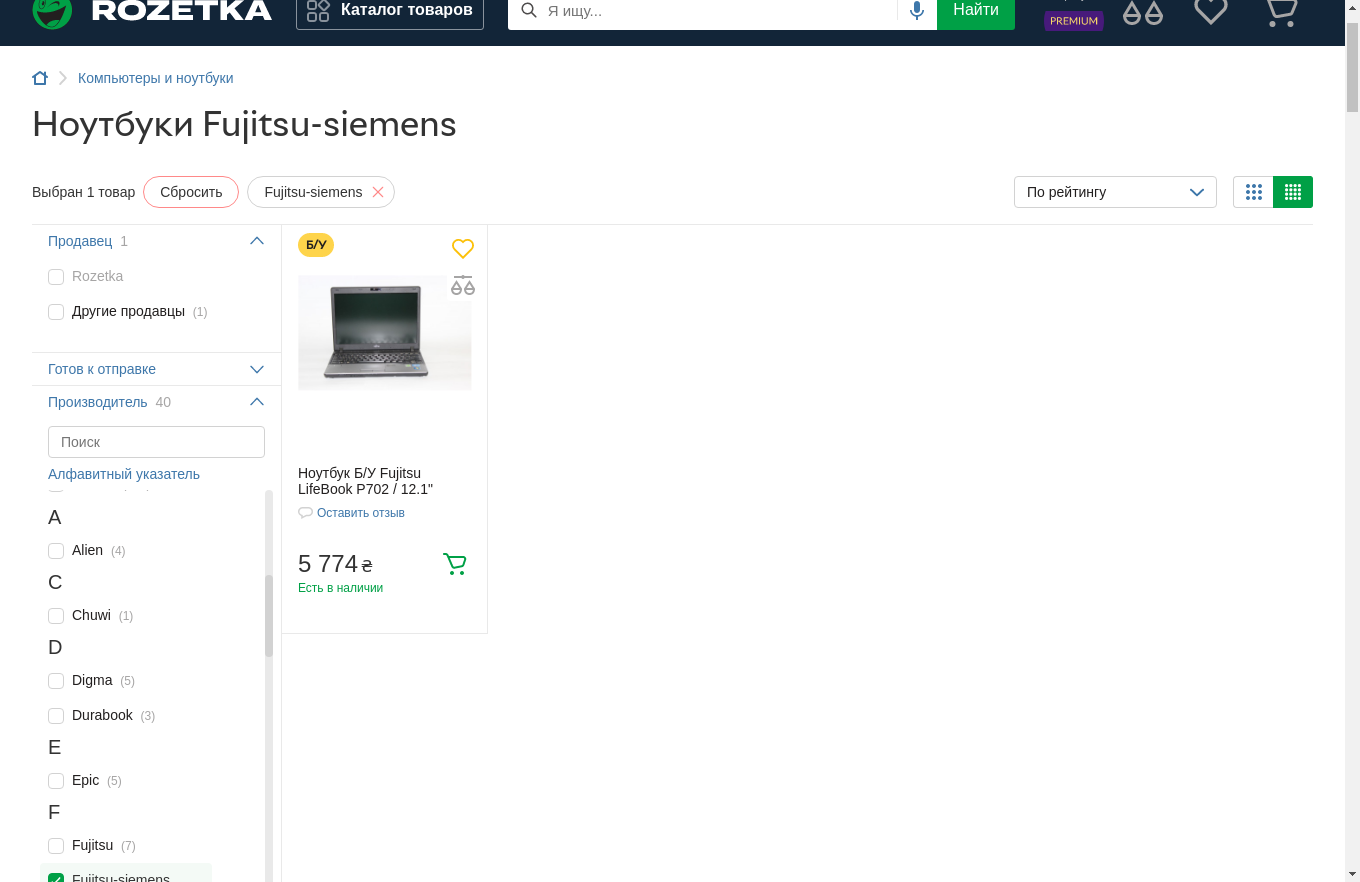 ROZETKA
Каталог товаров
Я ищу...
Найти
PREMIUM
Компьютеры и ноутбуки
Ноутбуки Fujitsu-siemens
Выбран 1 товар
Сбросить
Fujitsu-siemens
По рейтингу
Продавец 1
Rozetka
Другие продавцы (1)
Готов к отправке
Производитель 40
Поиск
Алфавитный указатель
A
Alien (4)
C
Chuwi (1)
D
Digma (5)
Durabook (3)
E
Epic (5)
F
Fujitsu (7)
Fujitsu-siemens
Б/У
Ноутбук Б/У Fujitsu
LifeBook P702 / 12.1"
Оставить отзыв
5 774 ₴
Есть в наличии